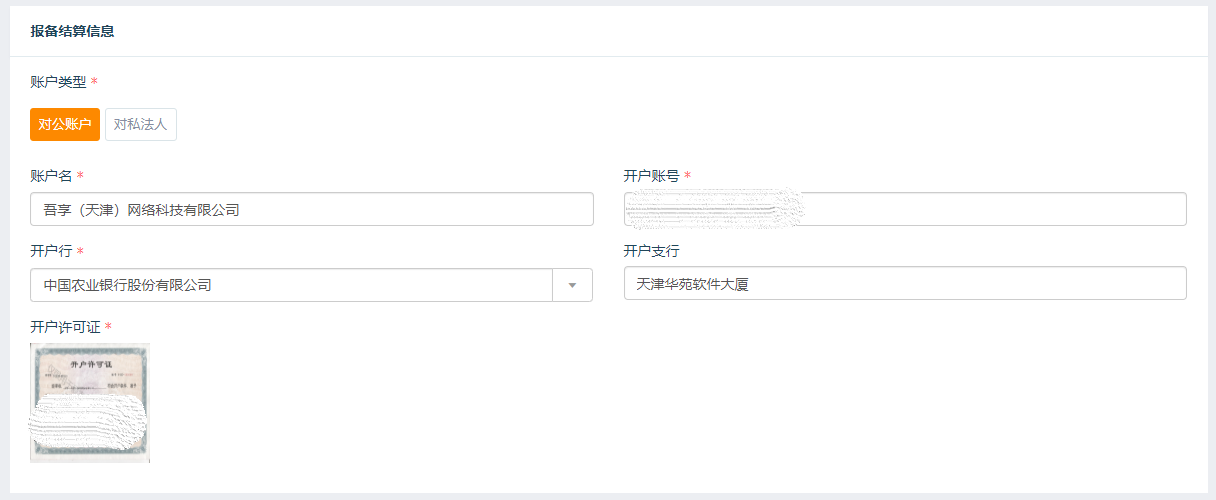 报备结算信息
账户类型 *
对公账户 对私法人
账户名 * 开户账号 *
吾享（天津）网络科技有限公司
开户行 * 开户支行
中国农业银行股份有限公司 天津华苑软件大厦
开户许可证 *
开户许可证